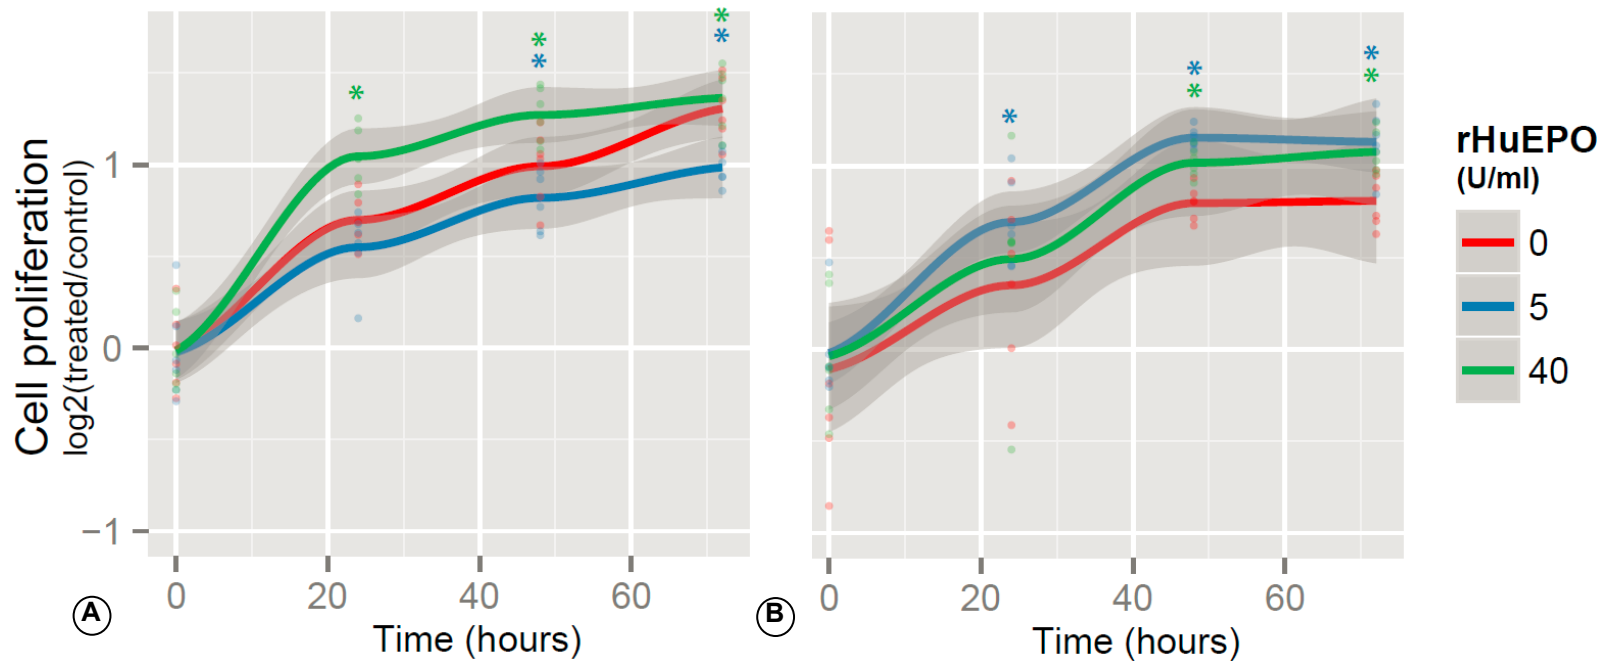 Cell proliferation
log2(treated/control)
1
0
−1
* * * * *
0 20 40 60
Time (hours)
A
* * * * *
0 20 40 60
Time (hours)
B
rHuEPO
(U/ml)
0
5
40